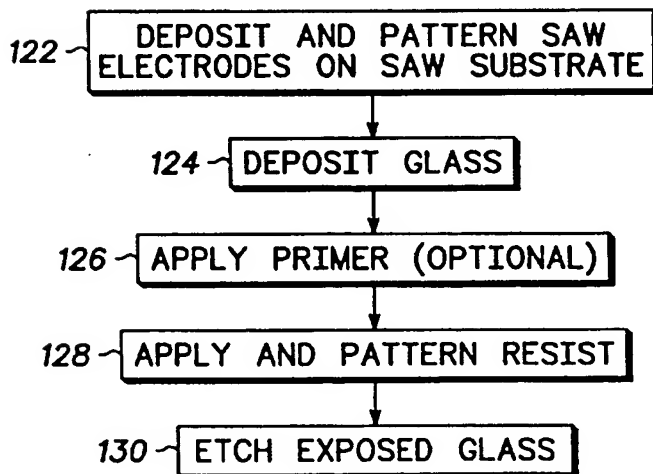 122 DEPOSIT AND PATTERN SAW
ELECTRODES ON SAW SUBSTRATE
124 DEPOSIT GLASS
126 APPLY PRIMER (OPTIONAL)
128 APPLY AND PATTERN RESIST
130 ETCH EXPOSED GLASS